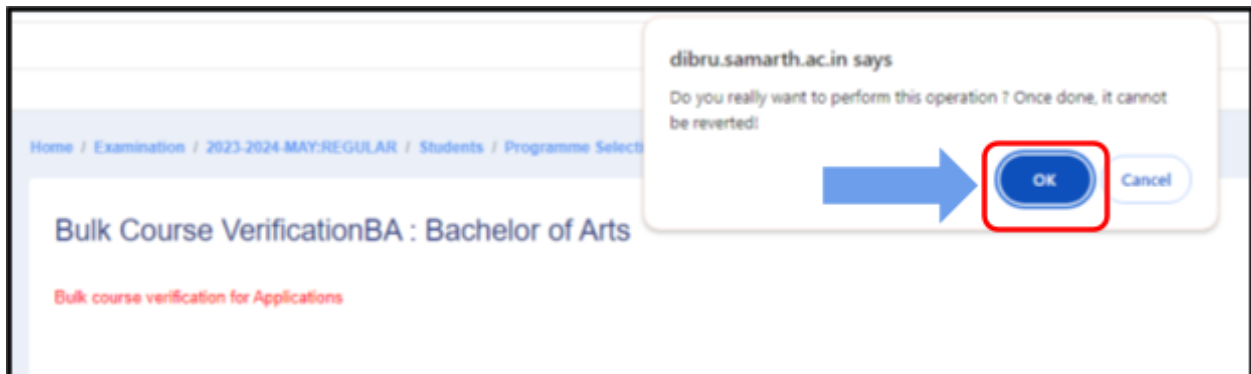 dibru.samarth.ac.in says
Do you really want to perform this operation ? Once done, it cannot
be reverted!
OK
Cancel
Home / Examination / 2023-2024-MAY:REGULAR / Students / Programme Selecti
Bulk Course VerificationBA : Bachelor of Arts
Bulk course verification for Applications